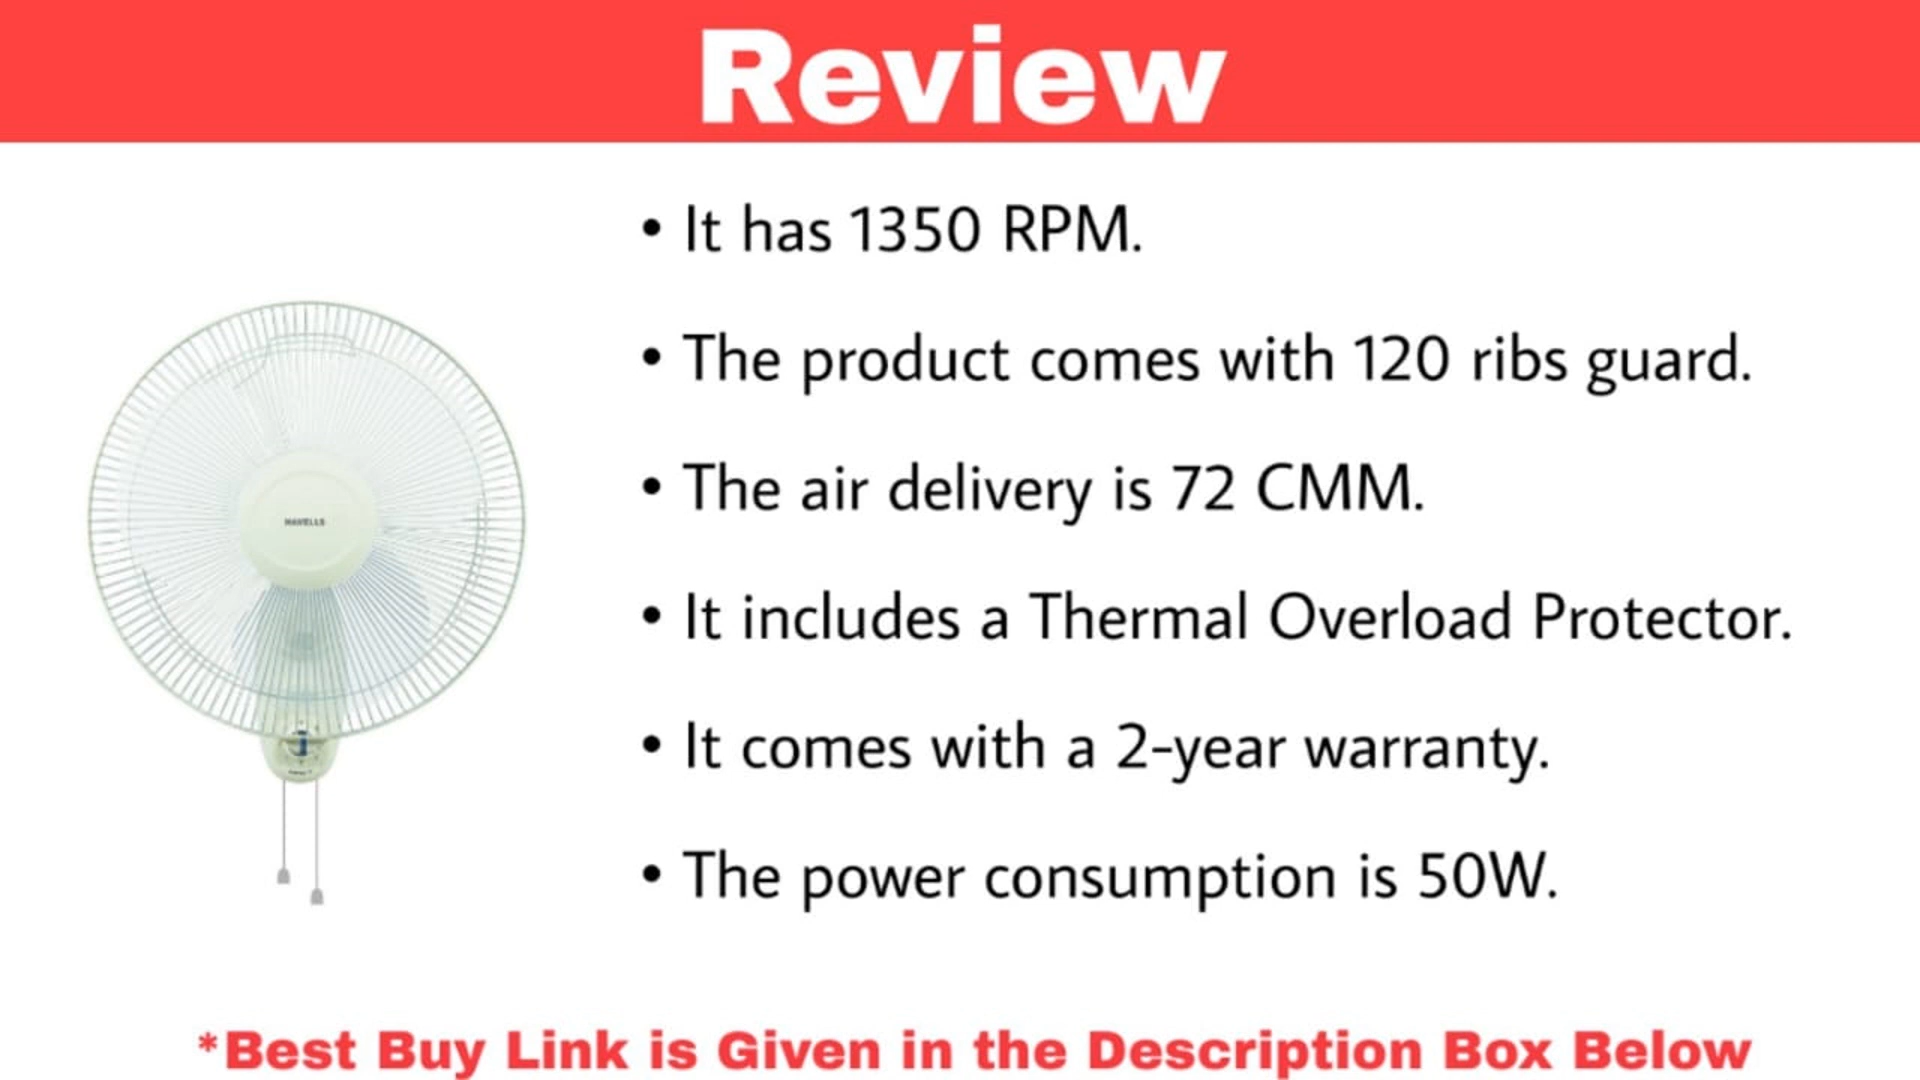 Review
• It has 1350 RPM.
• The product comes with 120 ribs guard.
• The air delivery is 72 CMM.
• It includes a Thermal Overload Protector.
• It comes with a 2-year warranty.
• The power consumption is 50W.
HAVELLS
*Best Buy Link is Given in the Description Box Below